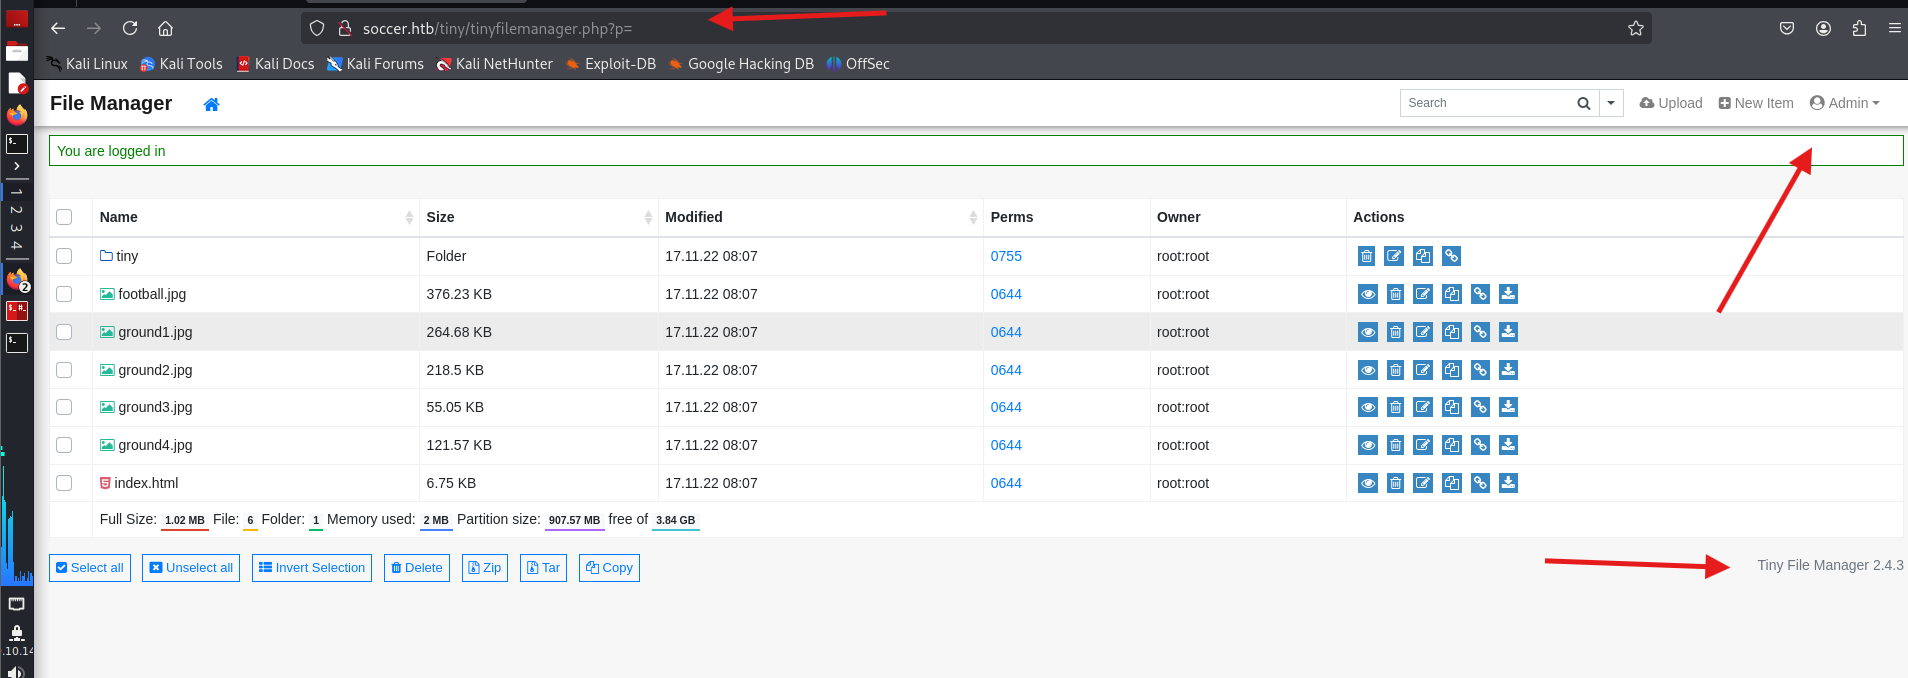 soccer.htb/tiny/tinyfilemanager.php?p=
Kali Linux Kali Tools Kali Docs Kali Forums Kali NetHunter Exploit-DB Google Hacking DB OffSec
File Manager Search Upload New Item Admin
You are logged in
Name Size Modified Perms Owner Actions
tiny Folder 17.11.22 08:07 0755 root:root
football.jpg 376.23 KB 17.11.22 08:07 0644 root:root
ground1.jpg 264.68 KB 17.11.22 08:07 0644 root:root
ground2.jpg 218.5 KB 17.11.22 08:07 0644 root:root
ground3.jpg 55.05 KB 17.11.22 08:07 0644 root:root
ground4.jpg 121.57 KB 17.11.22 08:07 0644 root:root
index.html 6.75 KB 17.11.22 08:07 0644 root:root
Full Size: 1.02 MB File: 6 Folder: 1 Memory used: 2 MB Partition size: 907.57 MB free of 3.84 GB
Select all Unselect all Invert Selection Delete Zip Tar Copy
Tiny File Manager 2.4.3
1
2
3
4
2
.10.14